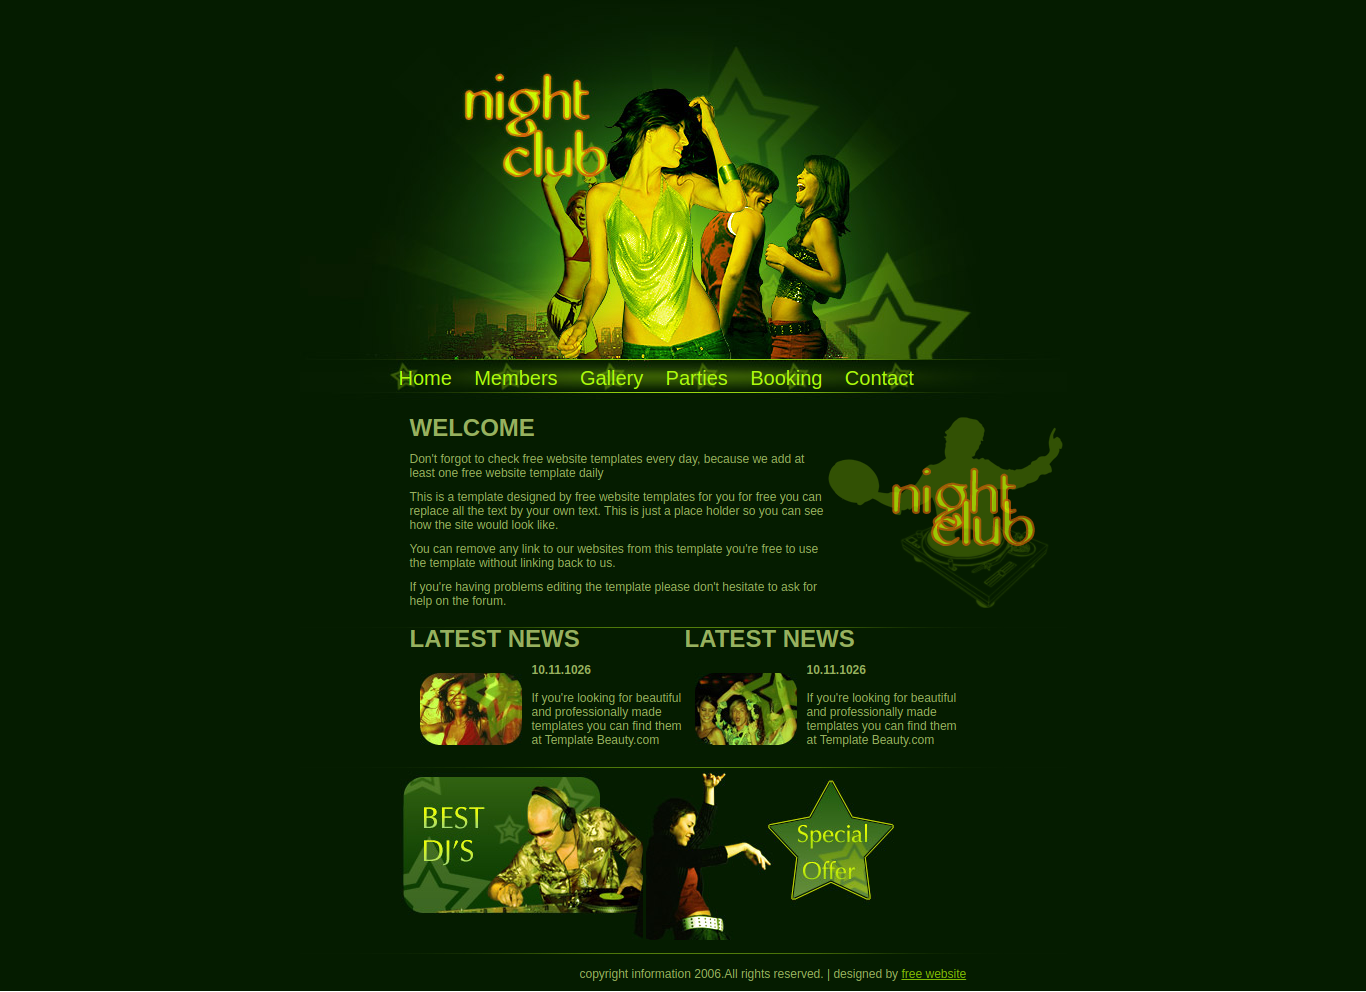 night
club
Home Members Gallery Parties Booking Contact
WELCOME
Don't forgot to check free website templates every day, because we add at
least one free website template daily
This is a template designed by free website templates for you for free you can
replace all the text by your own text. This is just a place holder so you can see
how the site would look like.
You can remove any link to our websites from this template you're free to use
the template without linking back to us.
If you're having problems editing the template please don't hesitate to ask for
help on the forum.
night
club
LATEST NEWS
10.11.1026
If you're looking for beautiful
and professionally made
templates you can find them
at Template Beauty.com
LATEST NEWS
10.11.1026
If you're looking for beautiful
and professionally made
templates you can find them
at Template Beauty.com
BEST
DJ'S
Special
Offer
copyright information 2006.All rights reserved. | designed by free website